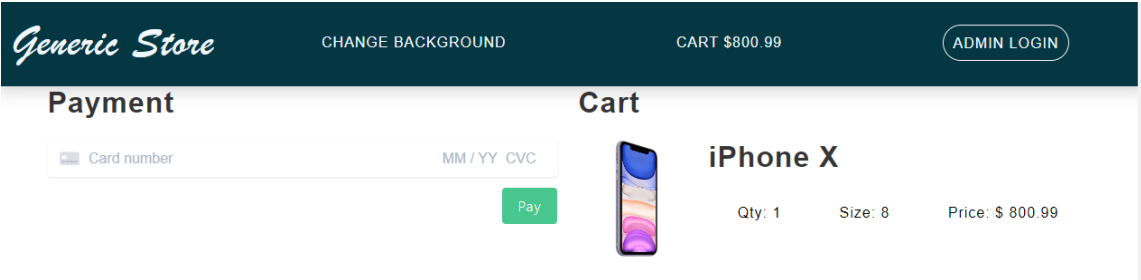 Generic Store
CHANGE BACKGROUND
CART $800.99
ADMIN LOGIN
Payment
Card number MM / YY CVC
Pay
Cart
iPhone X
Qty: 1 Size: 8 Price: $ 800.99